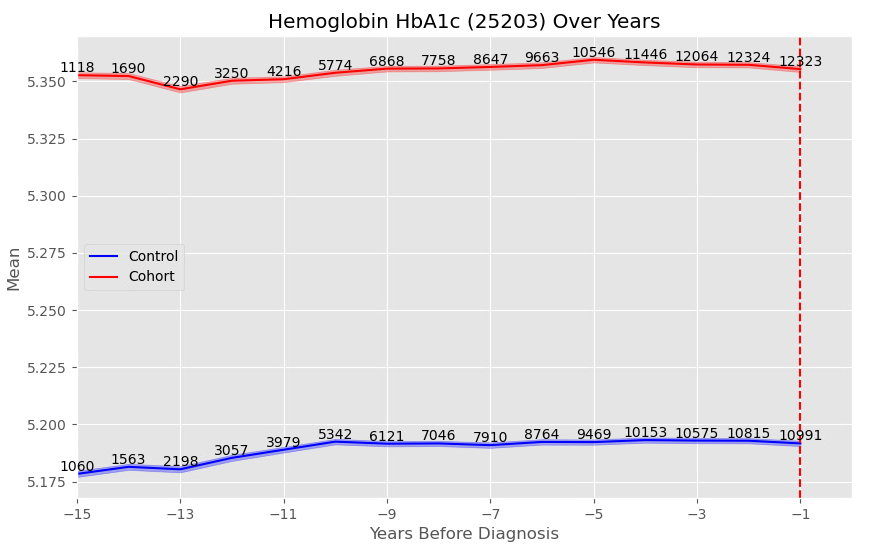 Hemoglobin HbA1c (25203) Over Years
1118 1690 2290 3250 4216 5774 6868 7758 8647 9663 10546 11446 12064 12324 12323
5.350
5.325
5.300
5.275
5.250
5.225
5.200
5.175
Mean
Control
Cohort
1060 1563 2198 3057 3979 5342 6121 7046 7910 8764 9469 10153 10575 10815 10991
−15 −13 −11 −9 −7 −5 −3 −1
Years Before Diagnosis